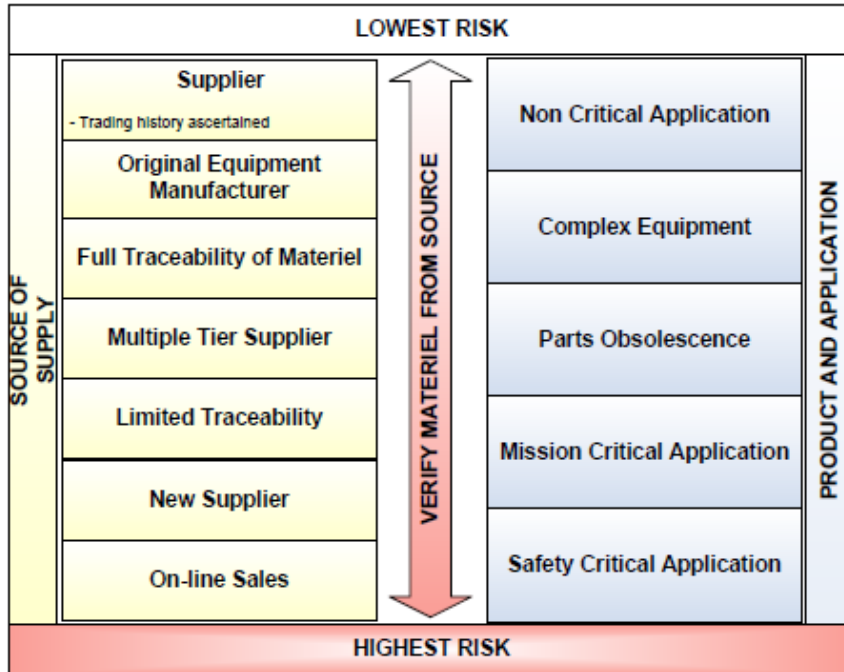 LOWEST RISK
SOURCE OF
SUPPLY
Supplier
- Trading history ascertained
Original Equipment
Manufacturer
Full Traceability of Materiel
Multiple Tier Supplier
Limited Traceability
New Supplier
On-line Sales
VERIFY MATERIEL FROM SOURCE
Non Critical Application
Complex Equipment
Parts Obsolescence
Mission Critical Application
Safety Critical Application
PRODUCT AND APPLICATION
HIGHEST RISK